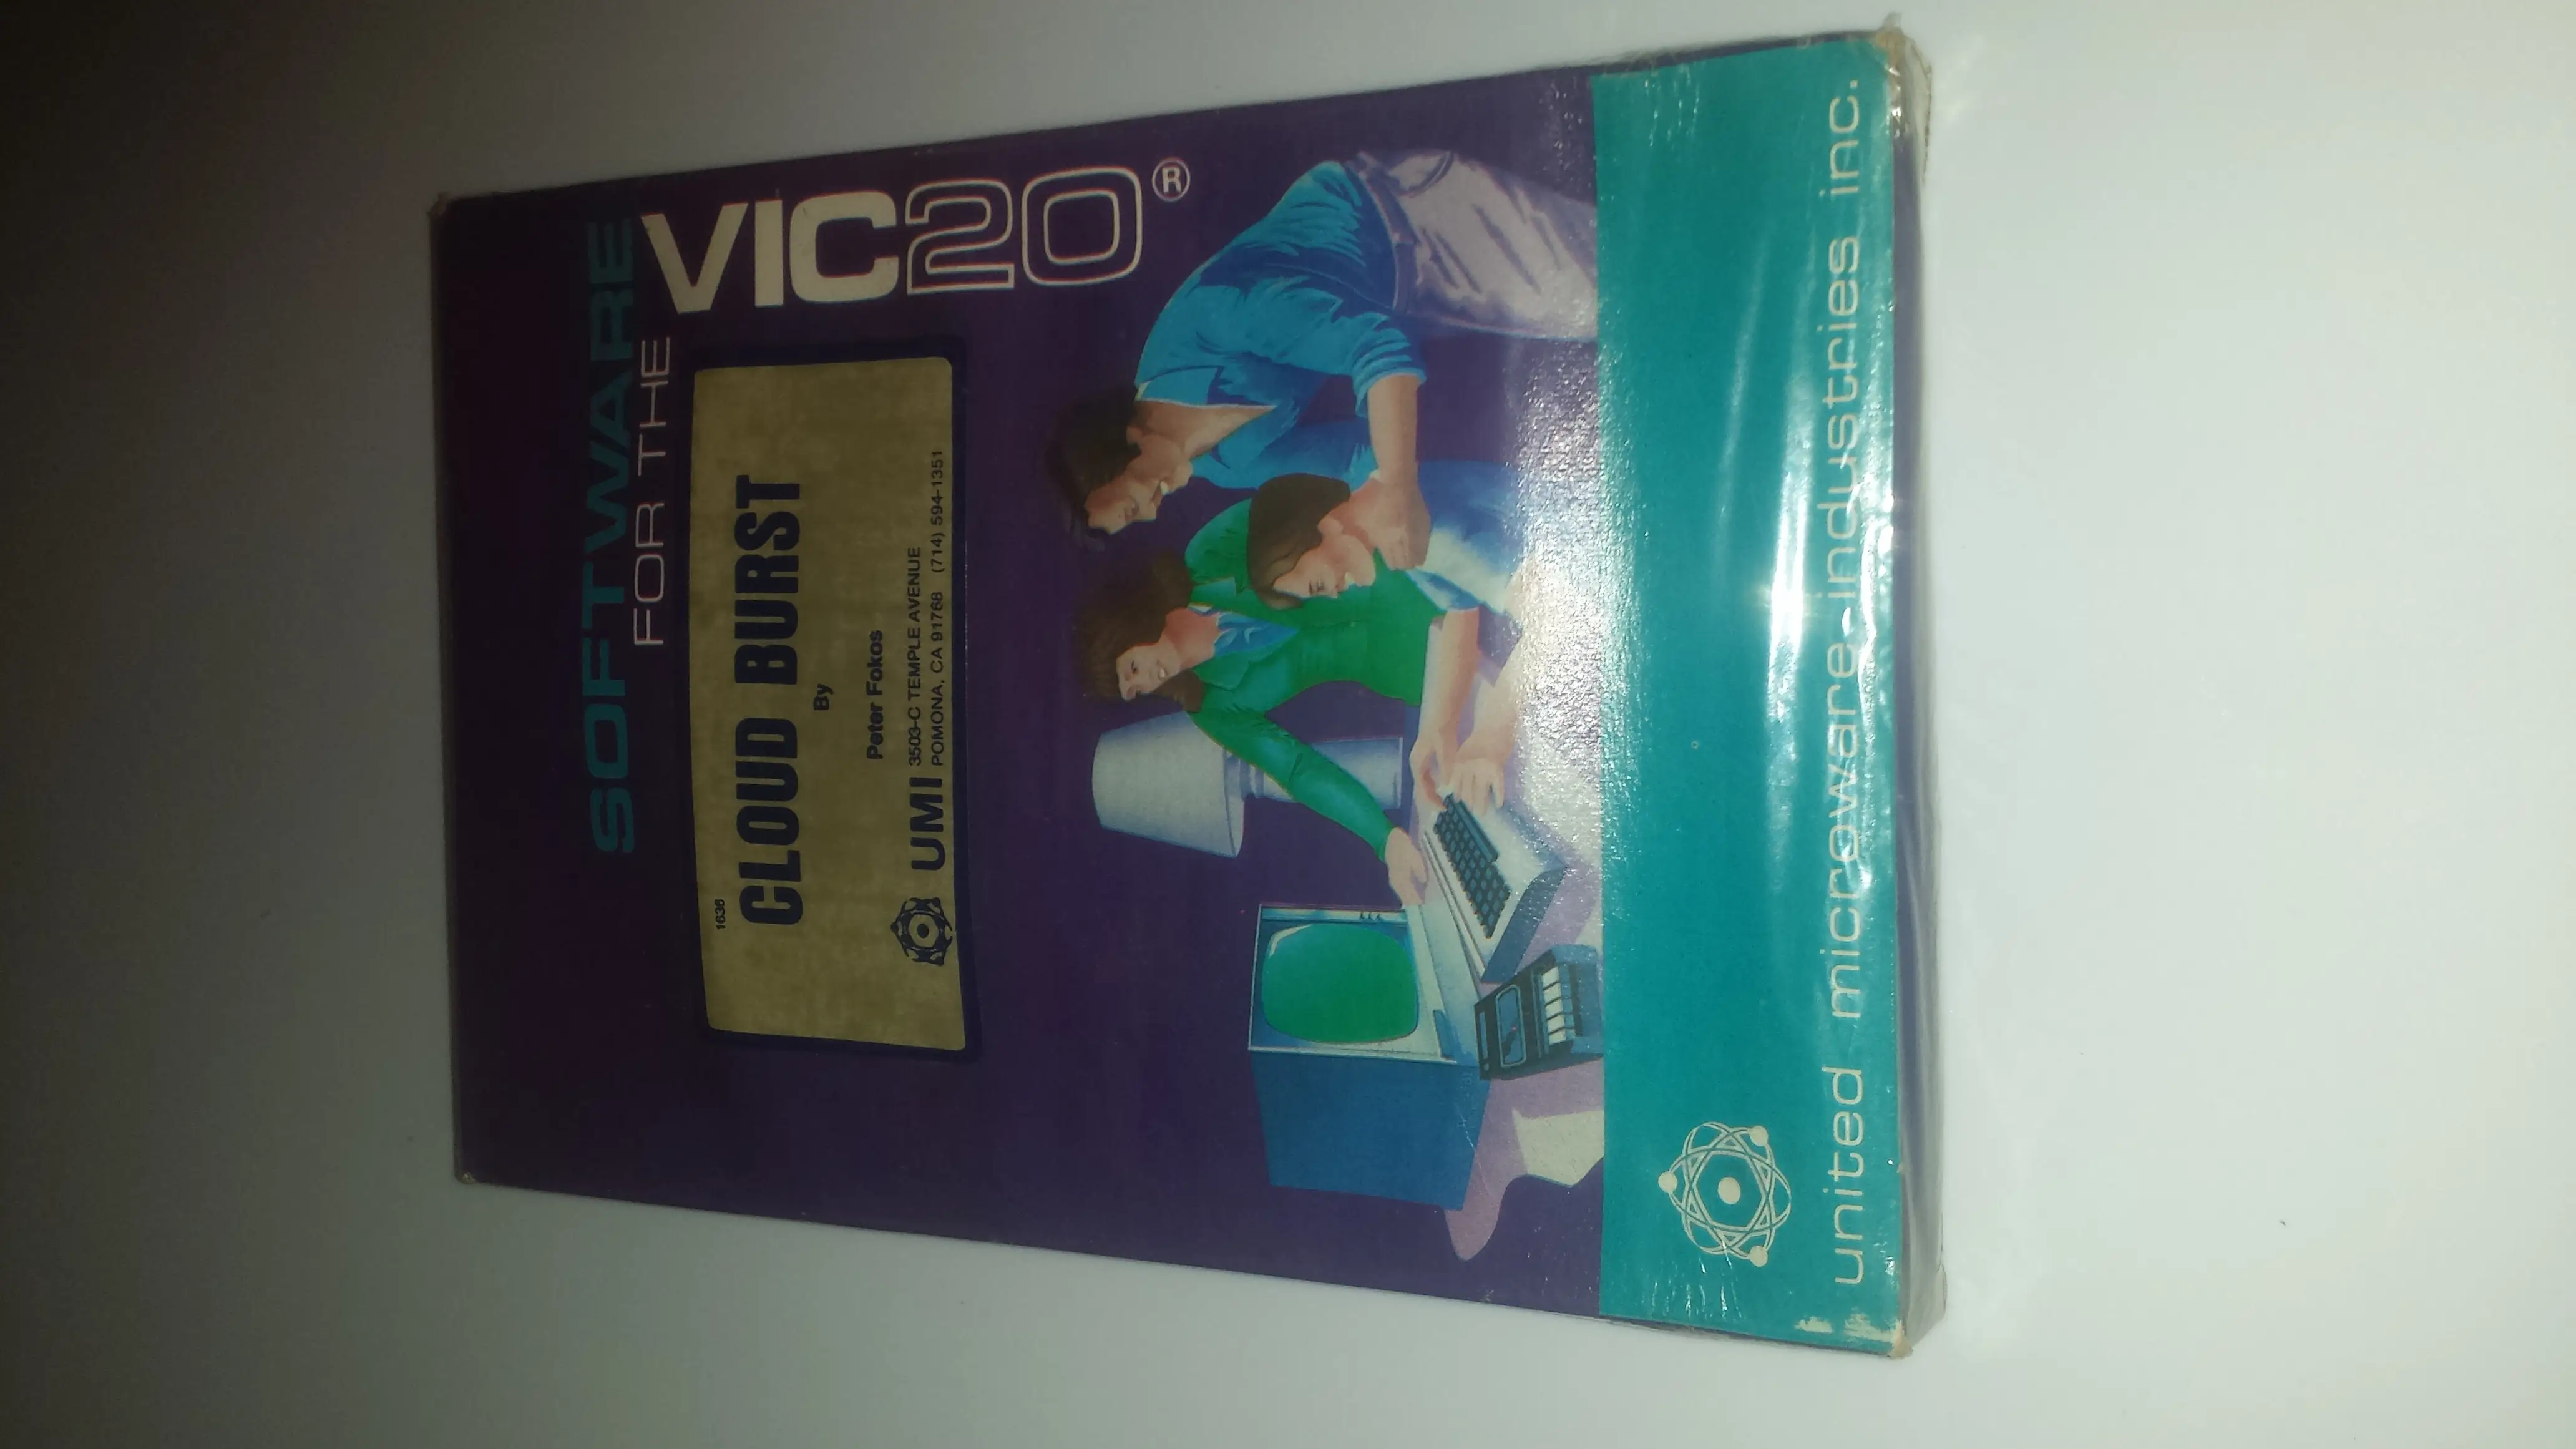 SOFTWARE
FOR THE
VIC20®
1636
CLOUD BURST
By
Peter Fokos
UMI 3503-C TEMPLE AVENUE
POMONA, CA 91768 (714) 594-1351
united microware industries inc.